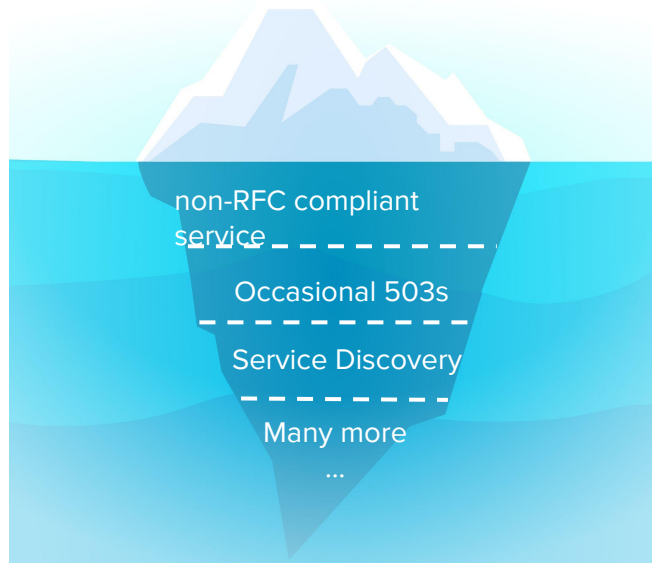 non-RFC compliant
service
Occasional 503s
Service Discovery
Many more
...